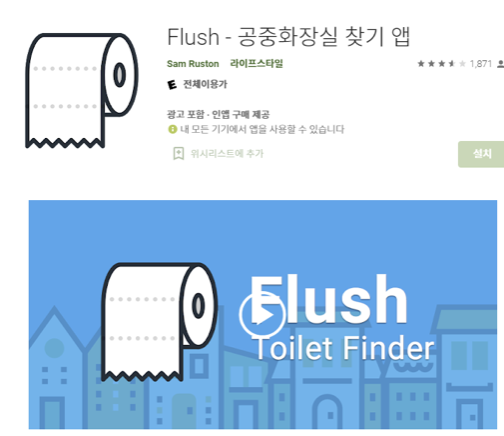 Flush - 공중화장실 찾기 앱
Sam Ruston 라이프스타일 1,871
E 전체이용가
광고 포함 · 인앱 구매 제공
내 모든 기기에서 앱을 사용할 수 있습니다
위시리스트에 추가
설치
Flush
Toilet Finder